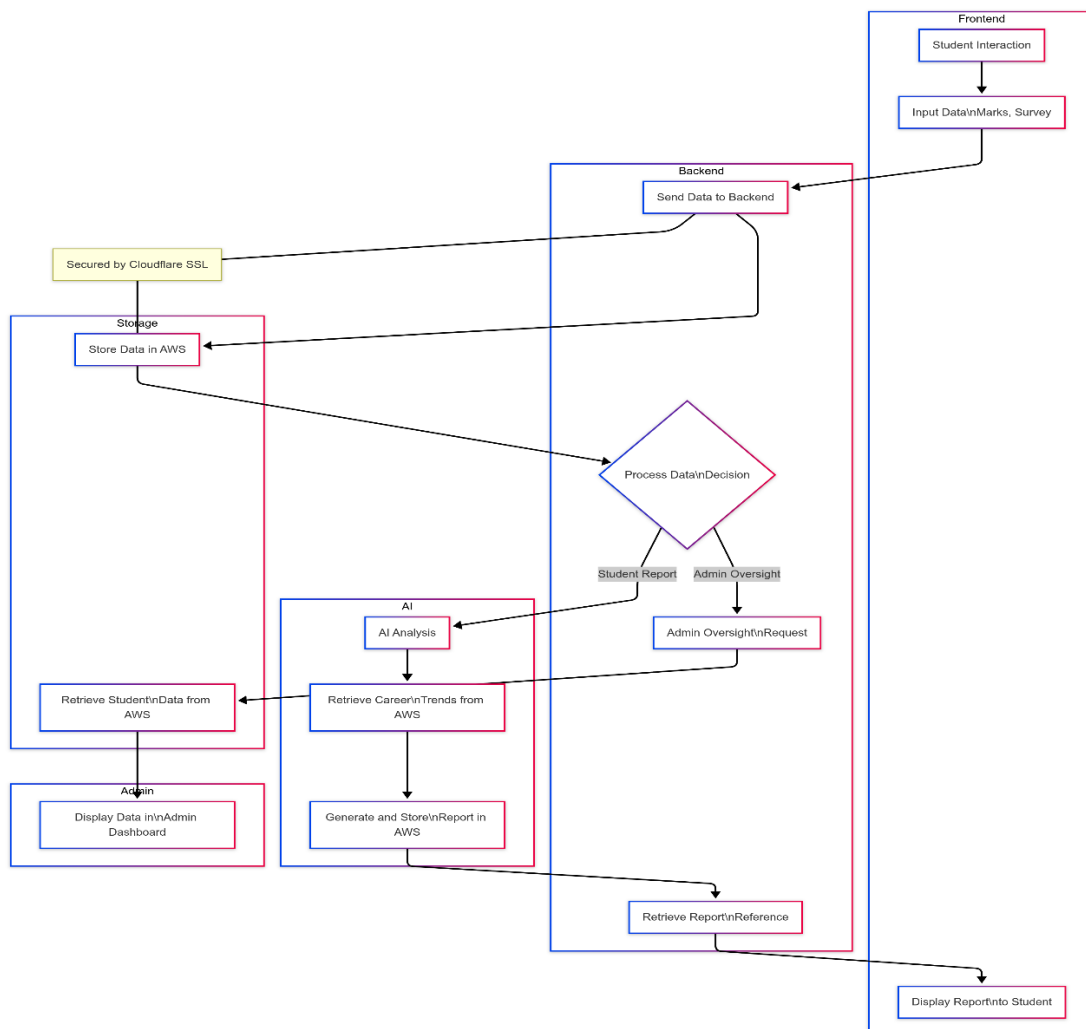 Frontend
Student Interaction
Input Data\nMarks, Survey
Backend
Send Data to Backend
Secured by Cloudflare SSL
Storage
Store Data in AWS
Process Data\nDecision
Student Report
Admin Oversight
AI
AI Analysis
Admin Oversight\nRequest
Retrieve Student\nData from
AWS
Retrieve Career\nTrends from
AWS
Admin
Display Data in\nAdmin
Dashboard
Generate and Store\nReport in
AWS
Retrieve Report\nReference
Display Report\nto Student